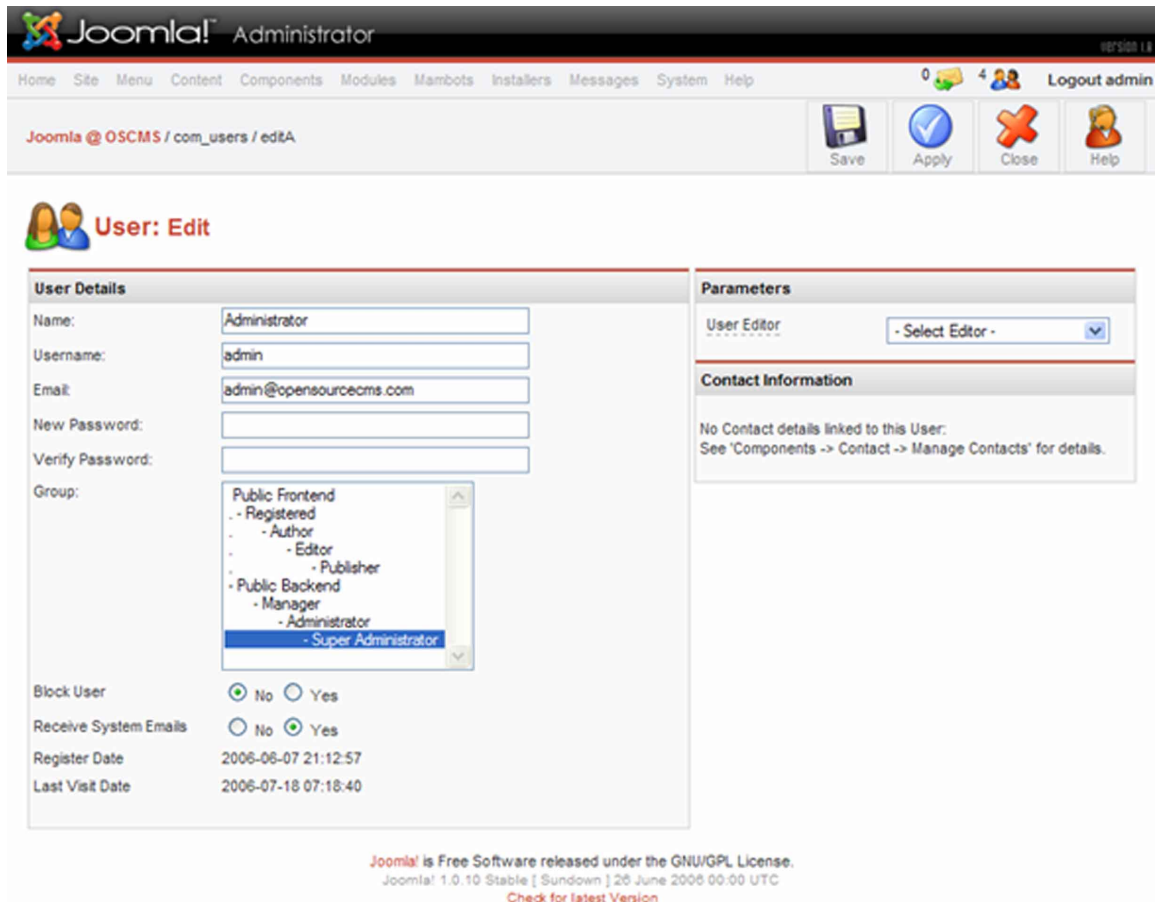 Joomla!™ Administrator
version 1.0
Home Site Menu Content Components Modules Mambots Installers Messages System Help 0 4 Logout admin
Joomla @ OSCMS / com_users / editA
Save Apply Close Help
User: Edit
User Details
Name: Administrator
Username: admin
Email: admin@opensourcecms.com
New Password:
Verify Password:
Group: Public Frontend
. - Registered
. - Author
. - Editor
. - Publisher
- Public Backend
- Manager
- Administrator
- Super Administrator
Block User No Yes
Receive System Emails No Yes
Register Date 2006-06-07 21:12:57
Last Visit Date 2006-07-18 07:18:40
Parameters
User Editor - Select Editor -
Contact Information
No Contact details linked to this User:
See 'Components -> Contact -> Manage Contacts' for details.
Joomla! is Free Software released under the GNU/GPL License.
Joomla! 1.0.10 Stable [ Sundown ] 26 June 2006 00:00 UTC
Check for latest Version